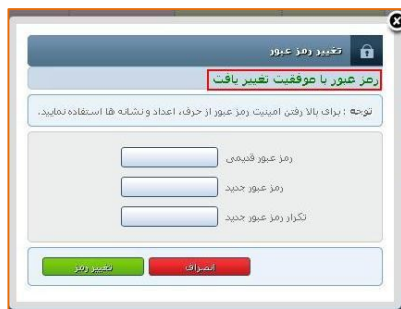 تغییر رمز عبور
رمز عبور با موفقیت تغییر یافت
توجه : برای بالا رفتن امنیت رمز عبور از حرف، اعداد و نشانه ها استفاده نمایید.
رمز عبور قدیمی
رمز عبور جدید
تکرار رمز عبور جدید
انصراف
تغییر رمز